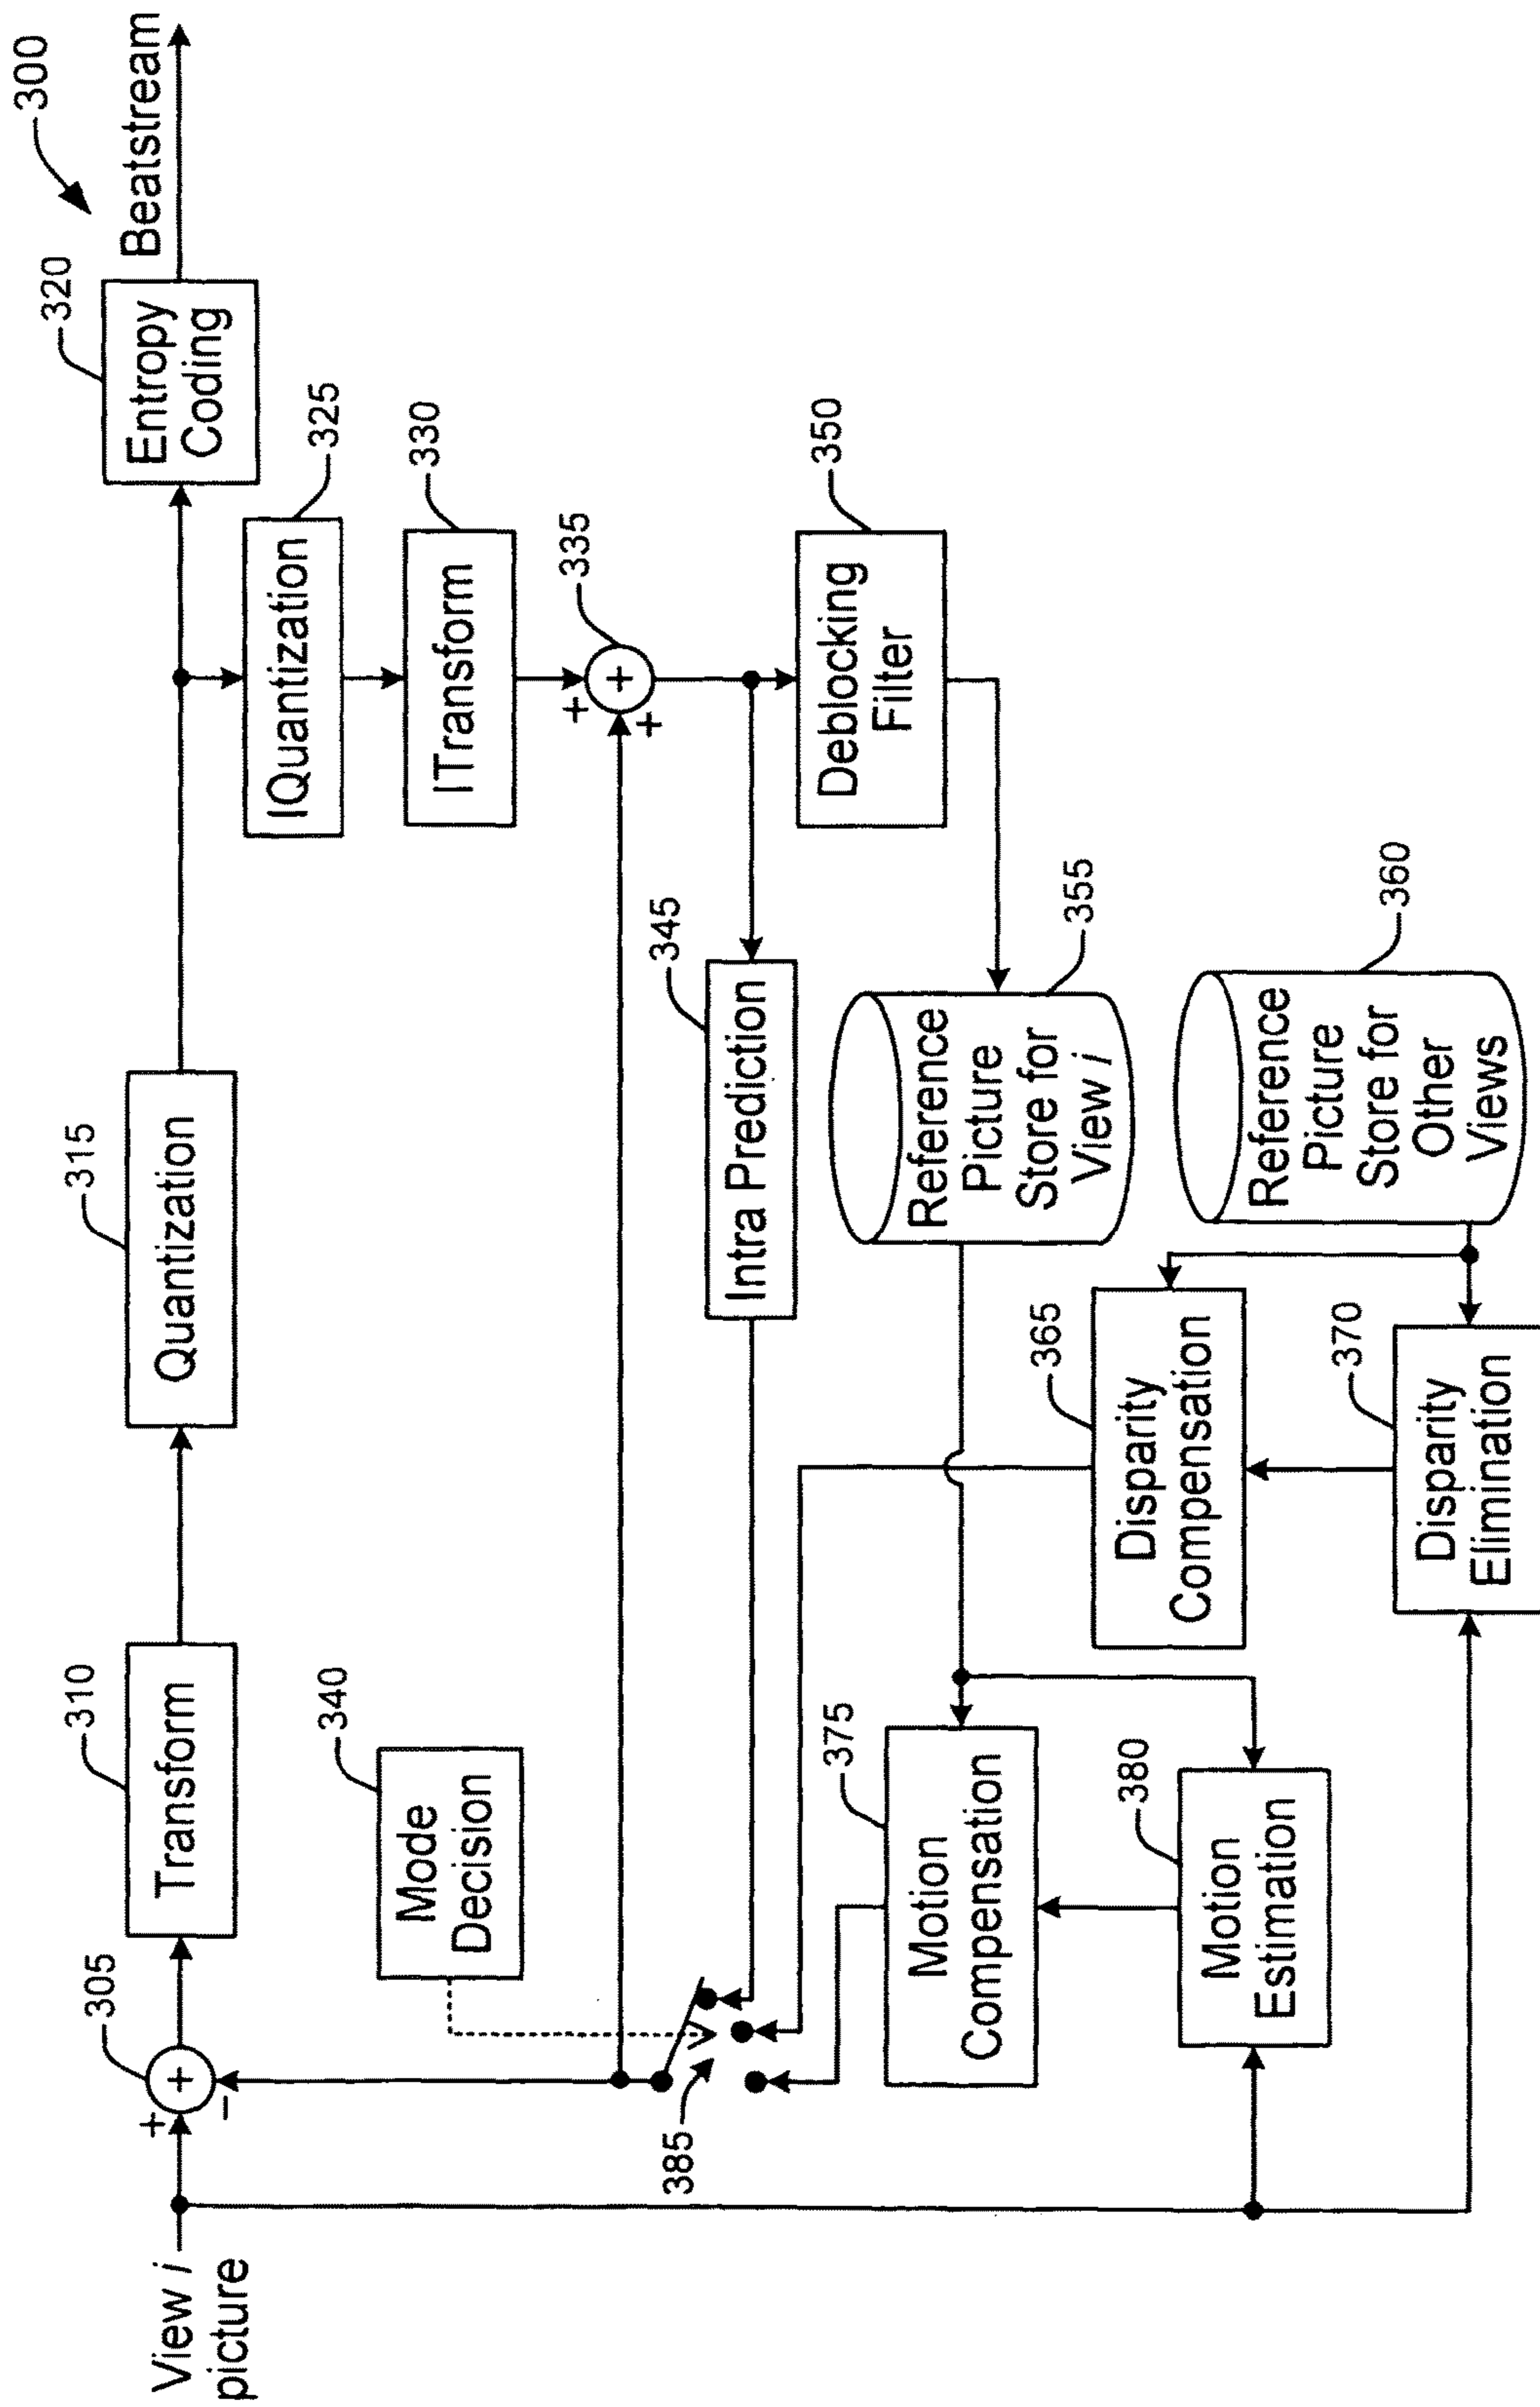 300
View i
picture
+
−
+
305
Transform
310
Quantization
315
Entropy
Coding
320
Beatstream
IQuantization
325
ITransform
330
+
+
+
335
Mode
Decision
340
385
Intra Prediction
345
Deblocking
Filter
350
Reference
Picture
Store for
View i
355
Reference
Picture
Store for
Other
Views
360
Disparity
Compensation
365
Disparity
Elimination
370
Motion
Compensation
375
Motion
Estimation
380